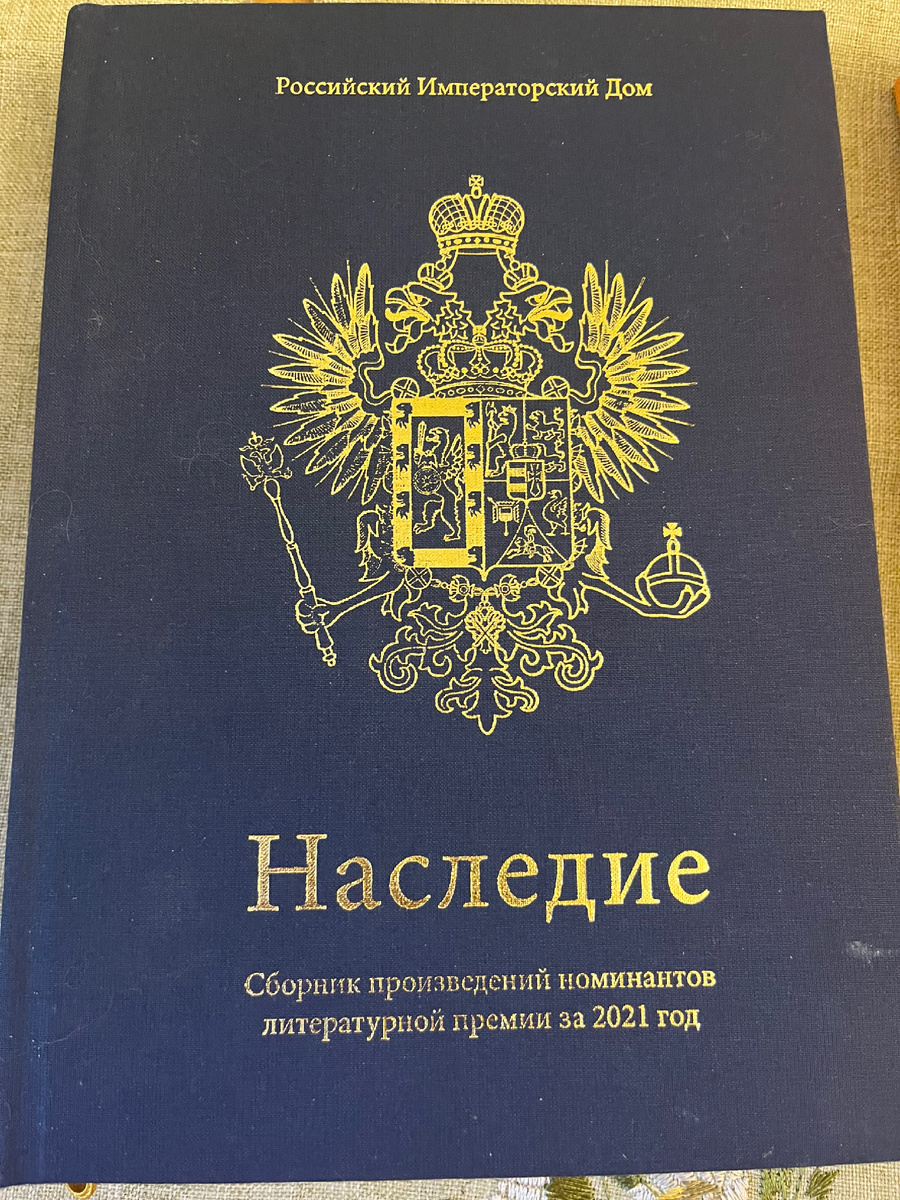 Российский Императорский Дом
Наследие
Сборник произведений номинантов
литературной премии за 2021 год